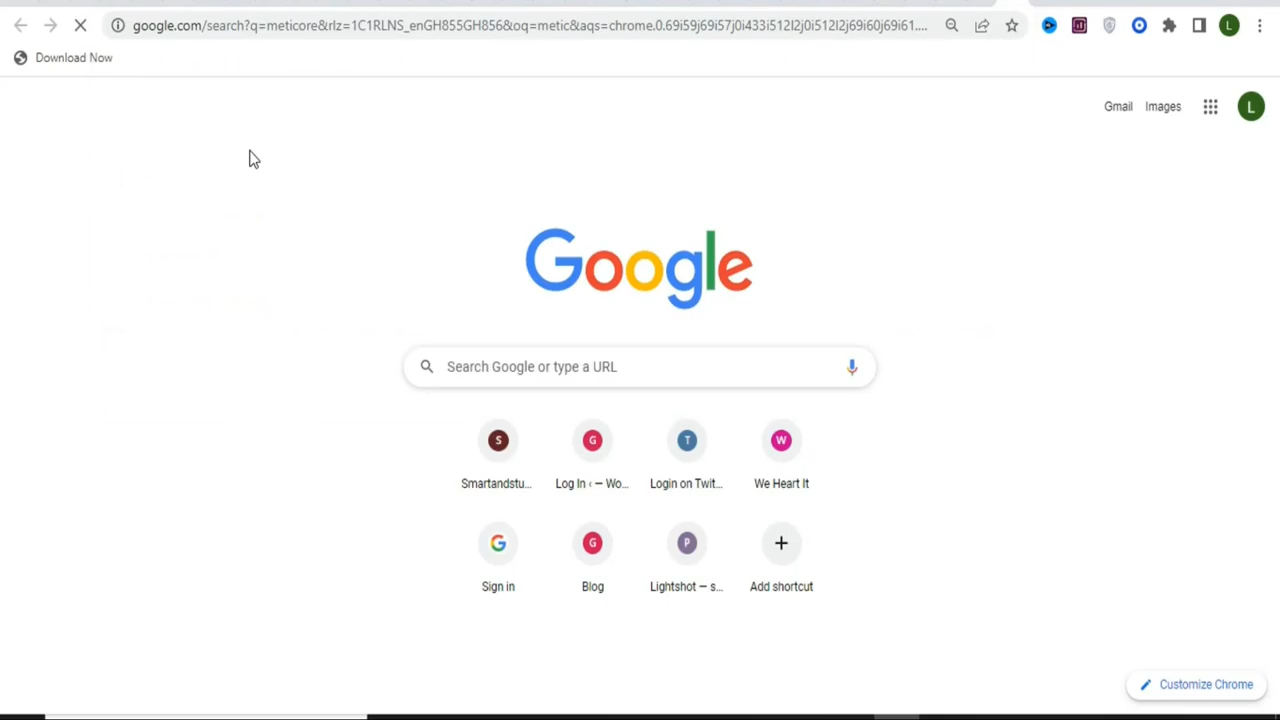 google.com/search?q=meticore&rlz=1C1RLNS_enGH855GH856&oq=metic&aqs=chrome.0.69i59j69i57j0i433i512l2j0i512l2j69i60j69i61....
L
Download Now
Gmail Images L
Google
Search Google or type a URL
S G T W
Smartandstu... Log In ‹ — Wo... Login on Twit... We Heart It
G G P
Sign in Blog Lightshot — s... Add shortcut
Customize Chrome